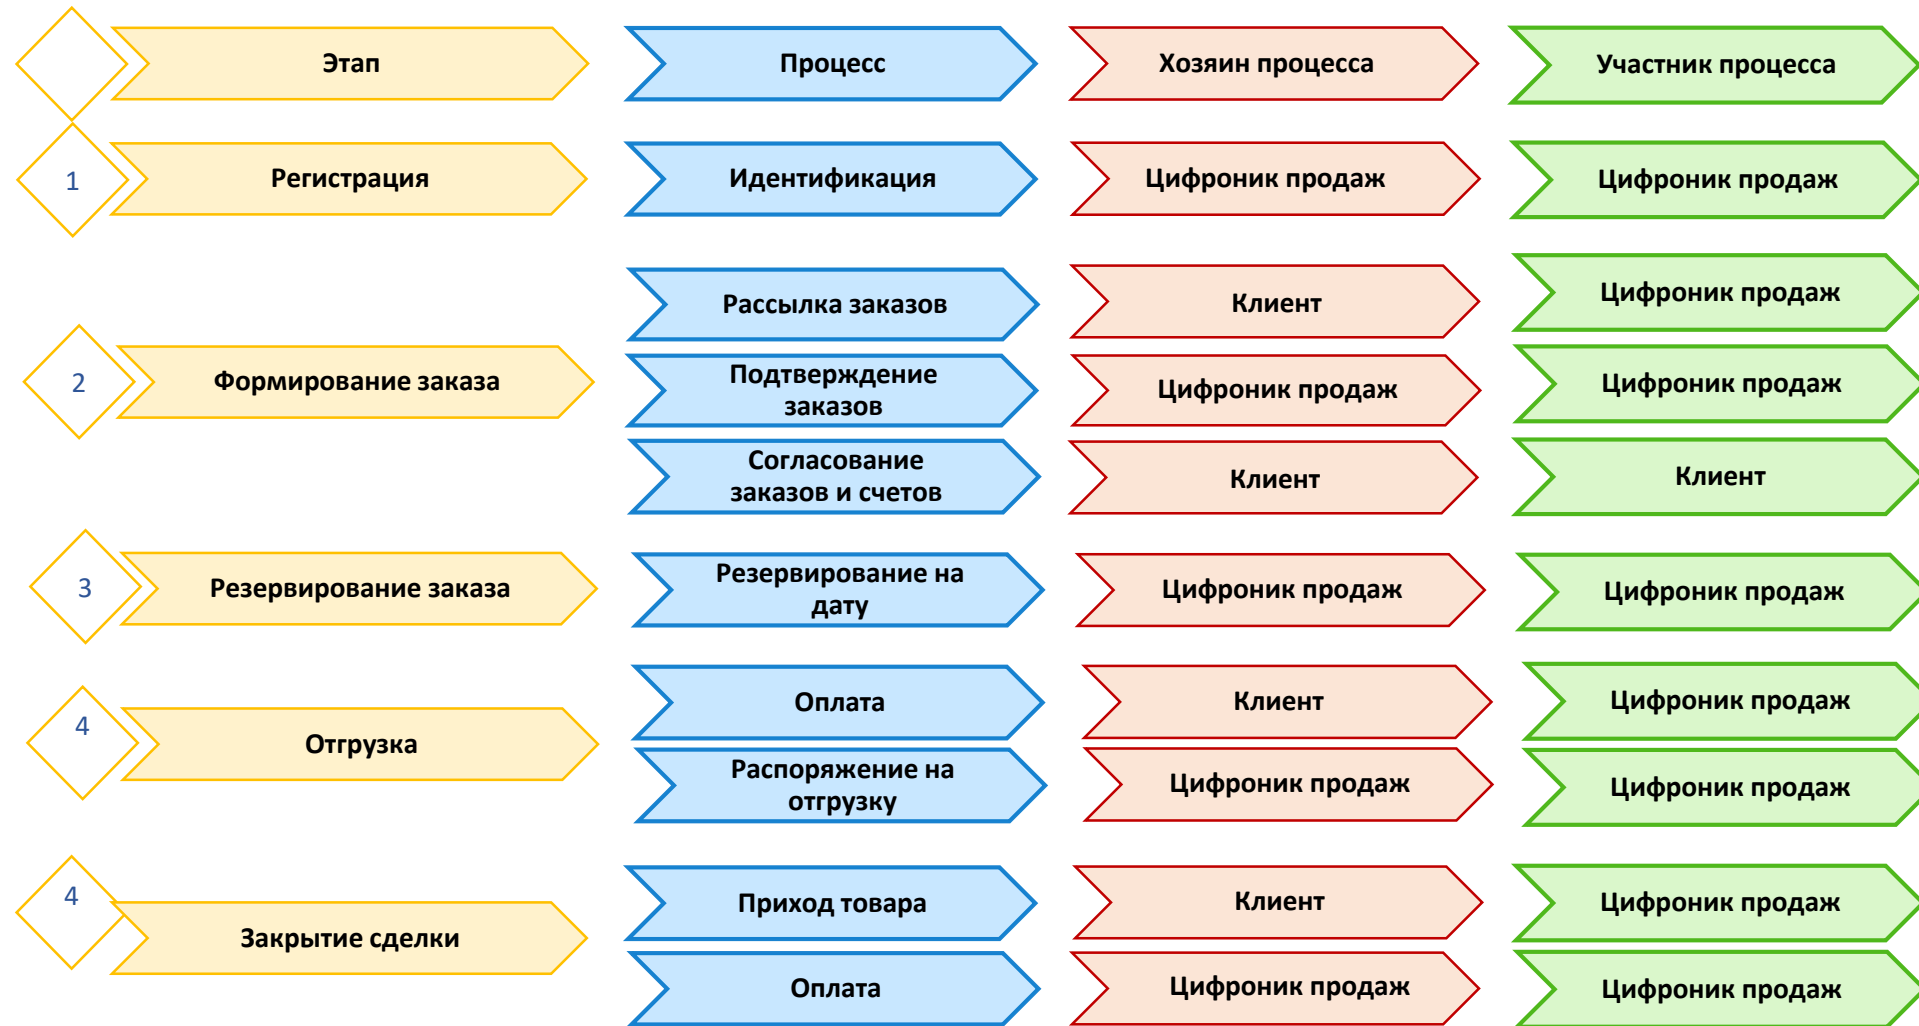 Этап
Процесс
Хозяин процесса
Участник процесса
1
Регистрация
Идентификация
Цифроник продаж
Цифроник продаж
Рассылка заказов
Клиент
Цифроник продаж
2
Формирование заказа
Подтверждение
заказов
Цифроник продаж
Цифроник продаж
Согласование
заказов и счетов
Клиент
Клиент
3
Резервирование заказа
Резервирование на
дату
Цифроник продаж
Цифроник продаж
4
Отгрузка
Оплата
Клиент
Цифроник продаж
Распоряжение на
отгрузку
Цифроник продаж
Цифроник продаж
4
Закрытие сделки
Приход товара
Клиент
Цифроник продаж
Оплата
Цифроник продаж
Цифроник продаж